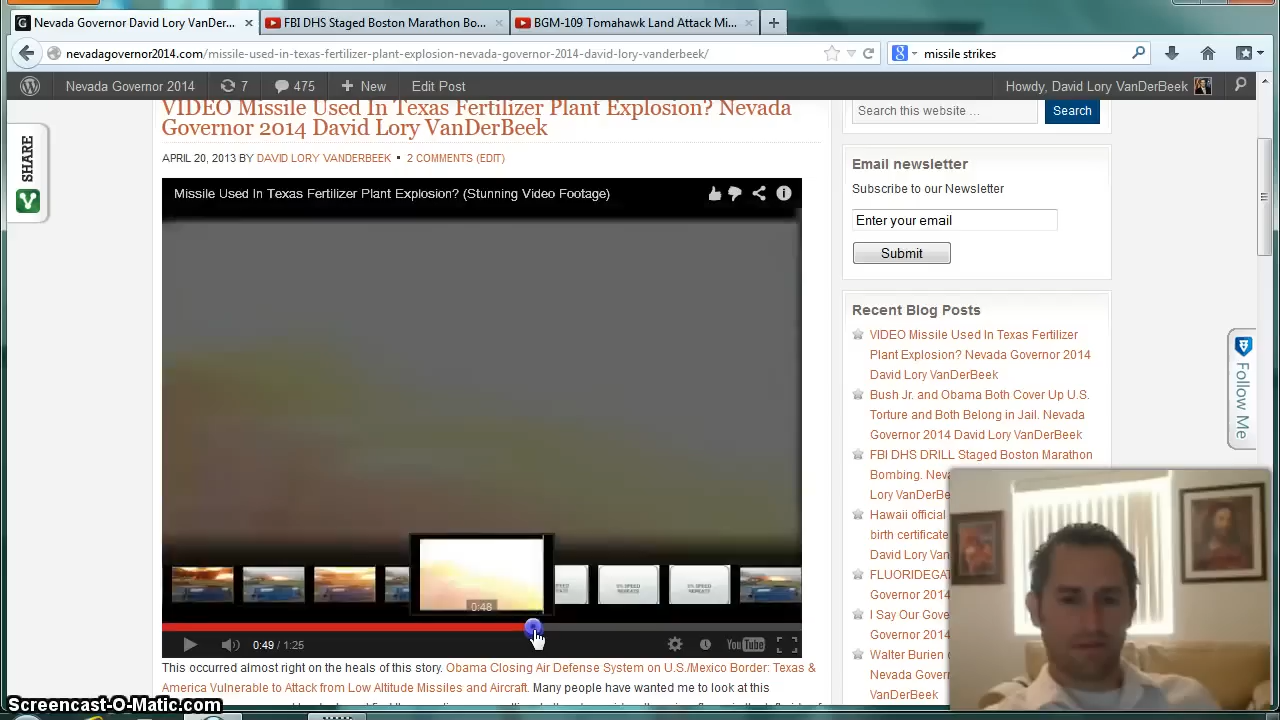 Nevada Governor David Lory VanDer...
FBI DHS Staged Boston Marathon Bo...
BGM-109 Tomahawk Land Attack Mi...
nevadagovernor2014.com/missile-used-in-texas-fertilizer-plant-explosion-nevada-governor-2014-david-lory-vanderbeek/
missile strikes
Nevada Governor 2014
7
475
New
Edit Post
Howdy, David Lory VanDerBeek
SHARE
VIDEO Missile Used In Texas Fertilizer Plant Explosion? Nevada
Governor 2014 David Lory VanDerBeek
APRIL 20, 2013 BY DAVID LORY VANDERBEEK • 2 COMMENTS (EDIT)
Missile Used In Texas Fertilizer Plant Explosion? (Stunning Video Footage)
5% SPEED
REPEATS
5% SPEED
REPEATS
0:48
0:49 / 1:25
YouTube
This occurred almost right on the heals of this story. Obama Closing Air Defense System on U.S./Mexico Border: Texas &
America Vulnerable to Attack from Low Altitude Missiles and Aircraft. Many people have wanted me to look at this
Search this website ...
Search
Email newsletter
Subscribe to our Newsletter
Enter your email
Submit
Recent Blog Posts
VIDEO Missile Used In Texas Fertilizer
Plant Explosion? Nevada Governor 2014
David Lory VanDerBeek
Bush Jr. and Obama Both Cover Up U.S.
Torture and Both Belong in Jail. Nevada
Governor 2014 David Lory VanDerBeek
FBI DHS DRILL Staged Boston Marathon
Bombing. Nev
Lory VanDerBe
Hawaii official
birth certificate
David Lory Van
FLUORIDEGAT
Governor 2014
I Say Our Gove
Governor 2014
Walter Burien
Nevada Govern
VanDerBeek
Follow Me
Screencast-O-Matic.com